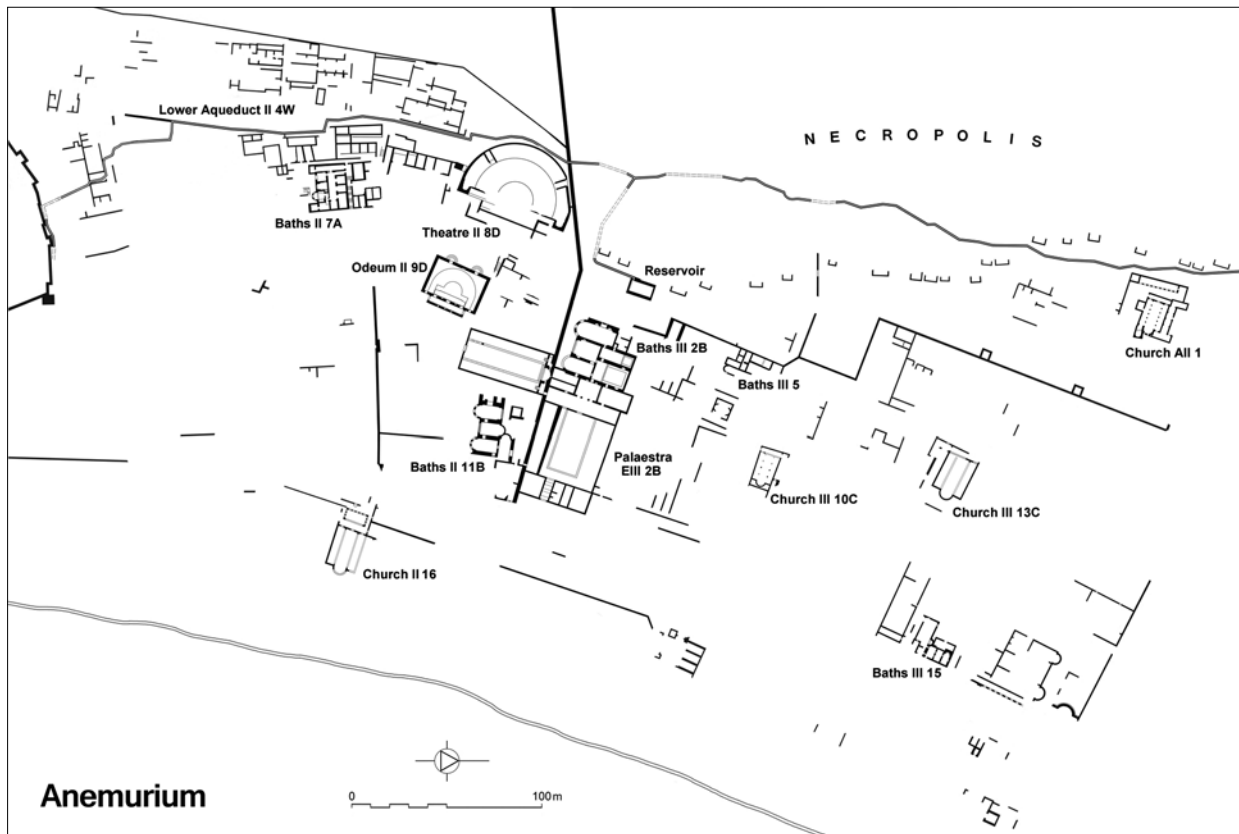 Lower Aqueduct II 4W
NECROPOLIS
Baths II 7A
Theatre II 8D
Odeum II 9D
Reservoir
Baths III 2B
Church AII 1
Baths III 5
Palaestra
EIII 2B
Baths II 11B
Church III 10C
Church III 13C
Church II 16
Baths III 15
Anemurium
0
100m